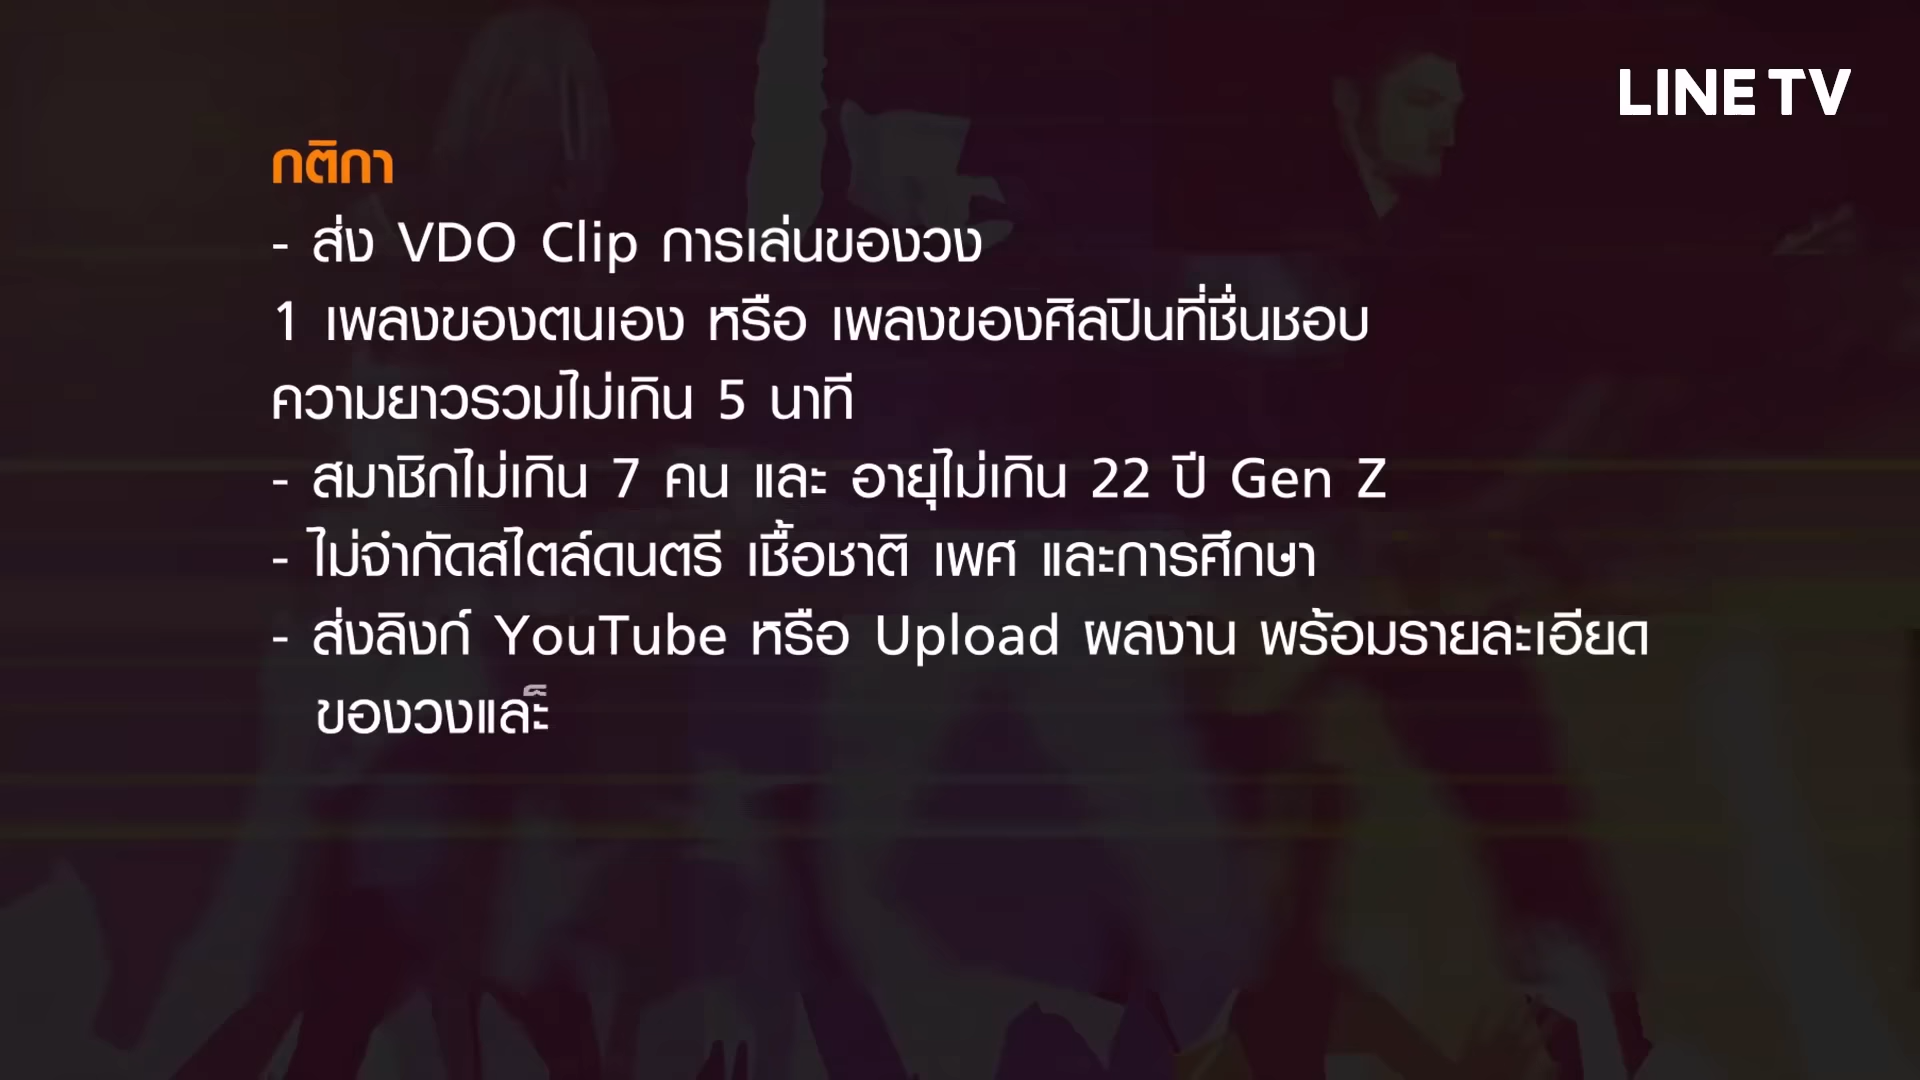 LINE TV
กติกา
- ส่ง VDO Clip การเล่นของวง
1 เพลงของตนเอง หรือ เพลงของศิลปินที่ชื่นชอบ
ความยาวรวมไม่เกิน 5 นาที
- สมาชิกไม่เกิน 7 คน และ อายุไม่เกิน 22 ปี Gen Z
- ไม่จำกัดสไตล์ดนตรี เชื้อชาติ เพศ และการศึกษา
- ส่งลิงก์ YouTube หรือ Upload ผลงาน พร้อมรายละเอียด
ของวงและ